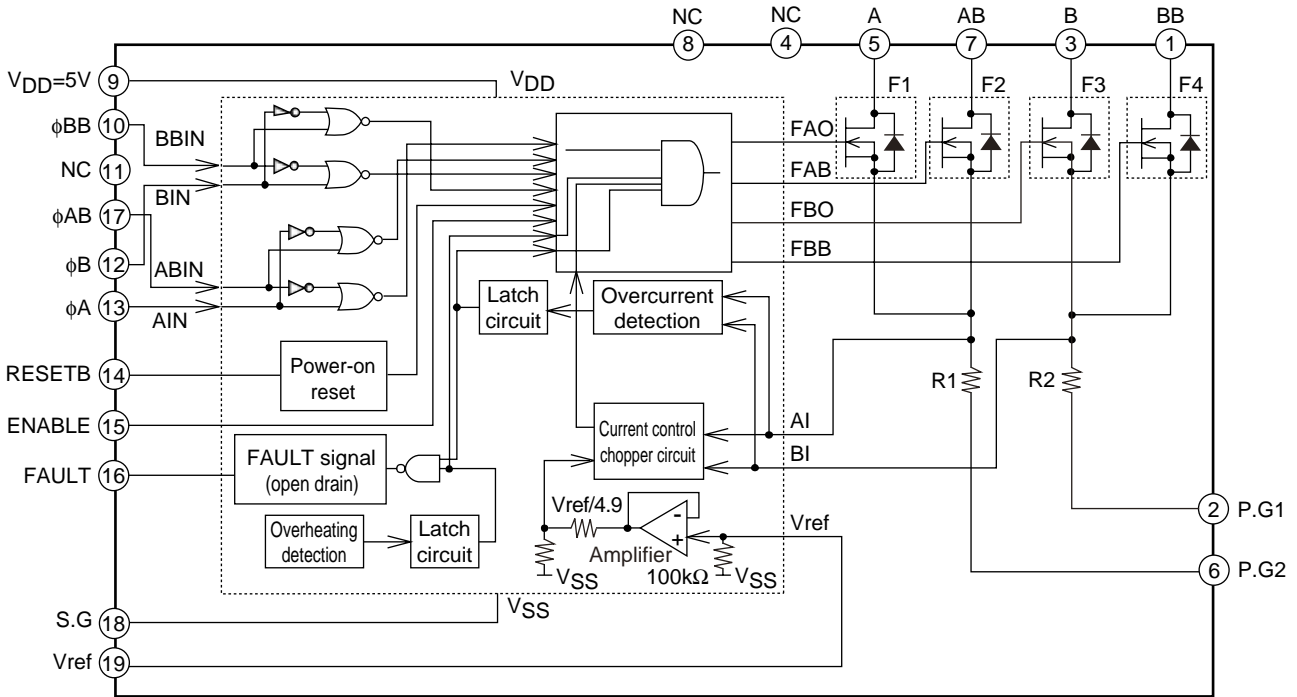 NC
NC
A
AB
B
BB
8
4
5
7
3
1
VDD=5V
9
VDD
F1
F2
F3
F4
φBB
10
BBIN
FAO
NC
11
BIN
FAB
φAB
17
FBO
φB
12
ABIN
FBB
φA
13
AIN
Latch
circuit
Overcurrent
detection
RESETB
14
Power-on
reset
R1
R2
ENABLE
15
Current control
chopper circuit
AI
BI
FAULT
16
FAULT signal
(open drain)
Vref/4.9
Vref
2
P.G1
Overheating
detection
Latch
circuit
-
+
Amplifier
VSS
100kΩ
VSS
6
P.G2
VSS
S.G
18
Vref
19